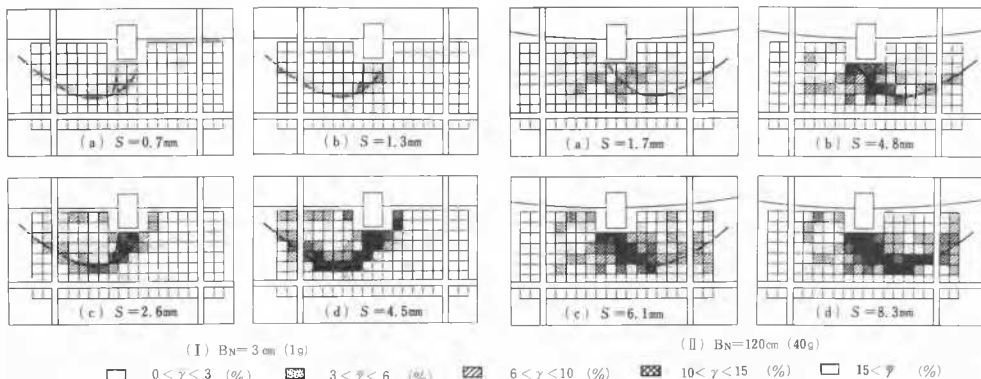 (a) S=0.7mm
(b) S=1.3mm
(a) S=1.7mm
(b) S=4.8mm
(c) S=2.6mm
(d) S=4.5mm
(c) S=6.1mm
(d) S=8.3mm
(Ⅰ) BN=3cm (1g)
(Ⅱ) BN=120cm (40g)
0<γ<3 (%) 3<γ<6 (%) 6<γ<10 (%) 10<γ<15 (%) 15<γ (%)